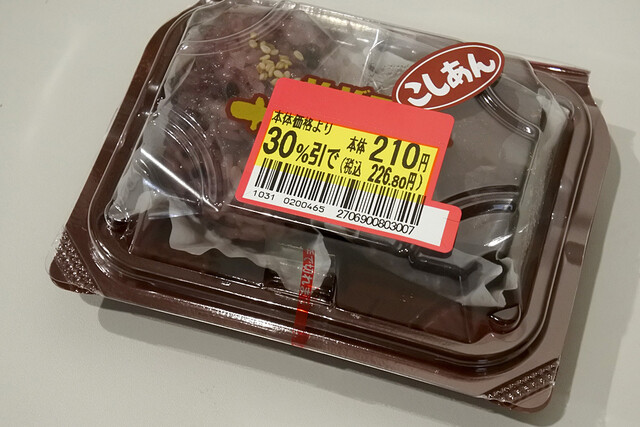 こしあん
本体価格より
30%引で 本体 210円
(税込 226.80円)
1031 0200465 2706900803007